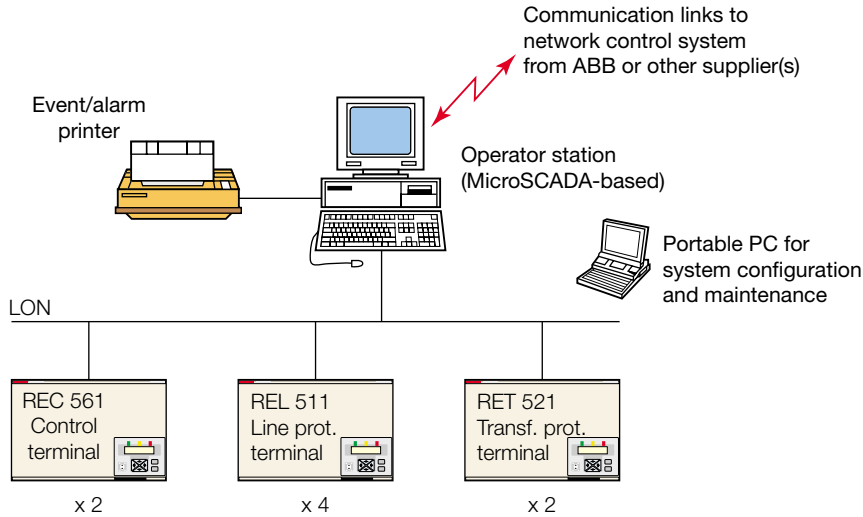 Communication links to
network control system
from ABB or other supplier(s)
Event/alarm
printer
Operator station
(MicroSCADA-based)
Portable PC for
system configuration
and maintenance
LON
REC 561
Control
terminal
x 2
REL 511
Line prot.
terminal
x 4
RET 521
Transf. prot.
terminal
x 2